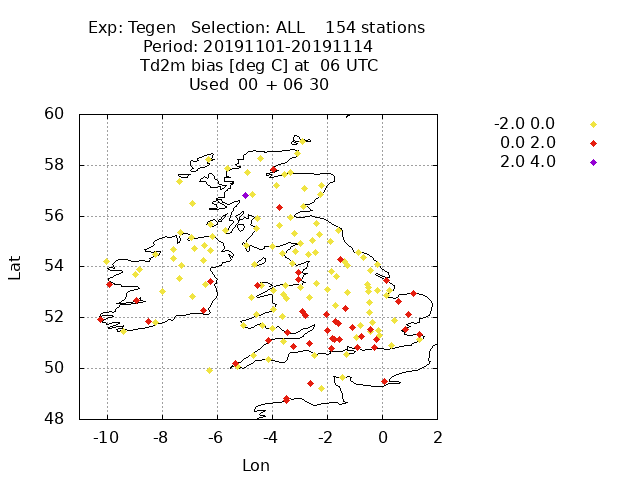 Exp: Tegen   Selection: ALL    154 stations
Period: 20191101-20191114
Td2m bias [deg C] at  06 UTC
Used  00 + 06 30
-2.0 0.0
0.0 2.0
2.0 4.0
60
58
56
54
52
50
48
Lat
-10 -8 -6 -4 -2 0 2
Lon